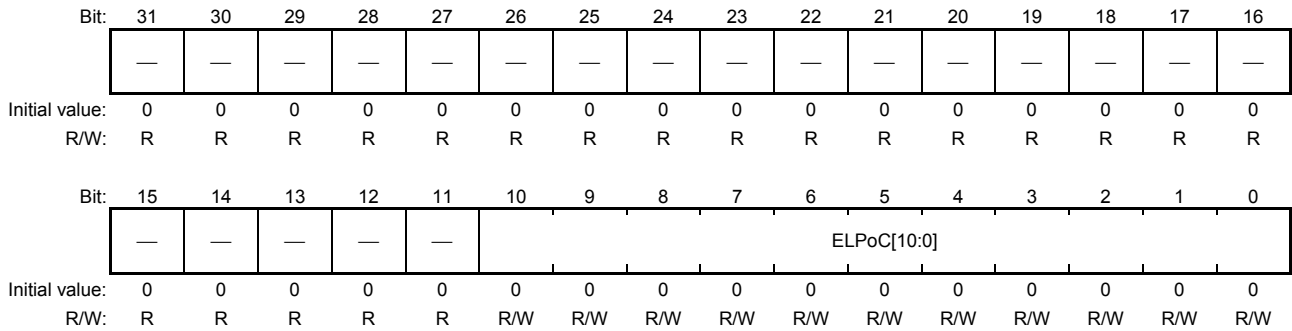 Bit: 31 30 29 28 27 26 25 24 23 22 21 20 19 18 17 16
— — — — — — — — — — — — — — — —
Initial value: 0 0 0 0 0 0 0 0 0 0 0 0 0 0 0 0
R/W: R R R R R R R R R R R R R R R R
Bit: 15 14 13 12 11 10 9 8 7 6 5 4 3 2 1 0
— — — — — ELPoC[10:0]
Initial value: 0 0 0 0 0 0 0 0 0 0 0 0 0 0 0 0
R/W: R R R R R R/W R/W R/W R/W R/W R/W R/W R/W R/W R/W R/W